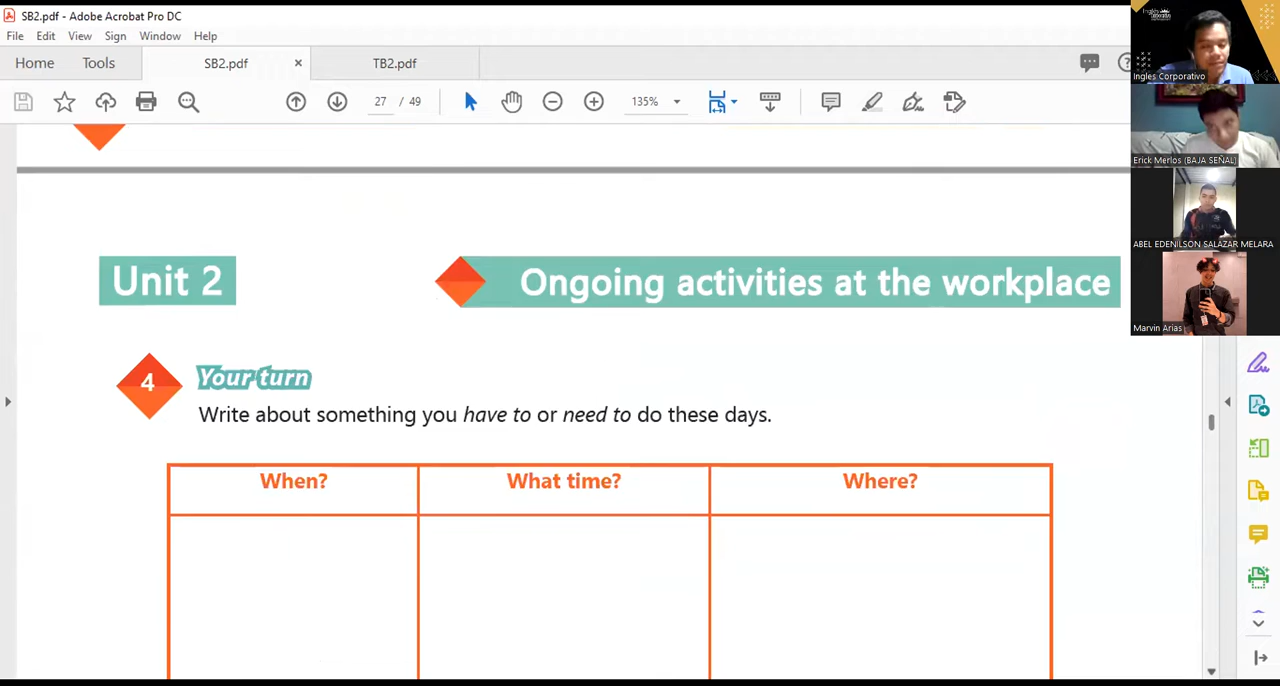 SB2.pdf - Adobe Acrobat Pro DC
File Edit View Sign Window Help
Home Tools SB2.pdf × TB2.pdf
27 / 49 135%
Unit 2
Ongoing activities at the workplace
4
Your turn
Write about something you have to or need to do these days.
When? What time? Where?
Ingles Corporativo
Erick Merlos (BAJA SEÑAL)
ABEL EDENILSON SALAZAR MELARA
Marvin Arias